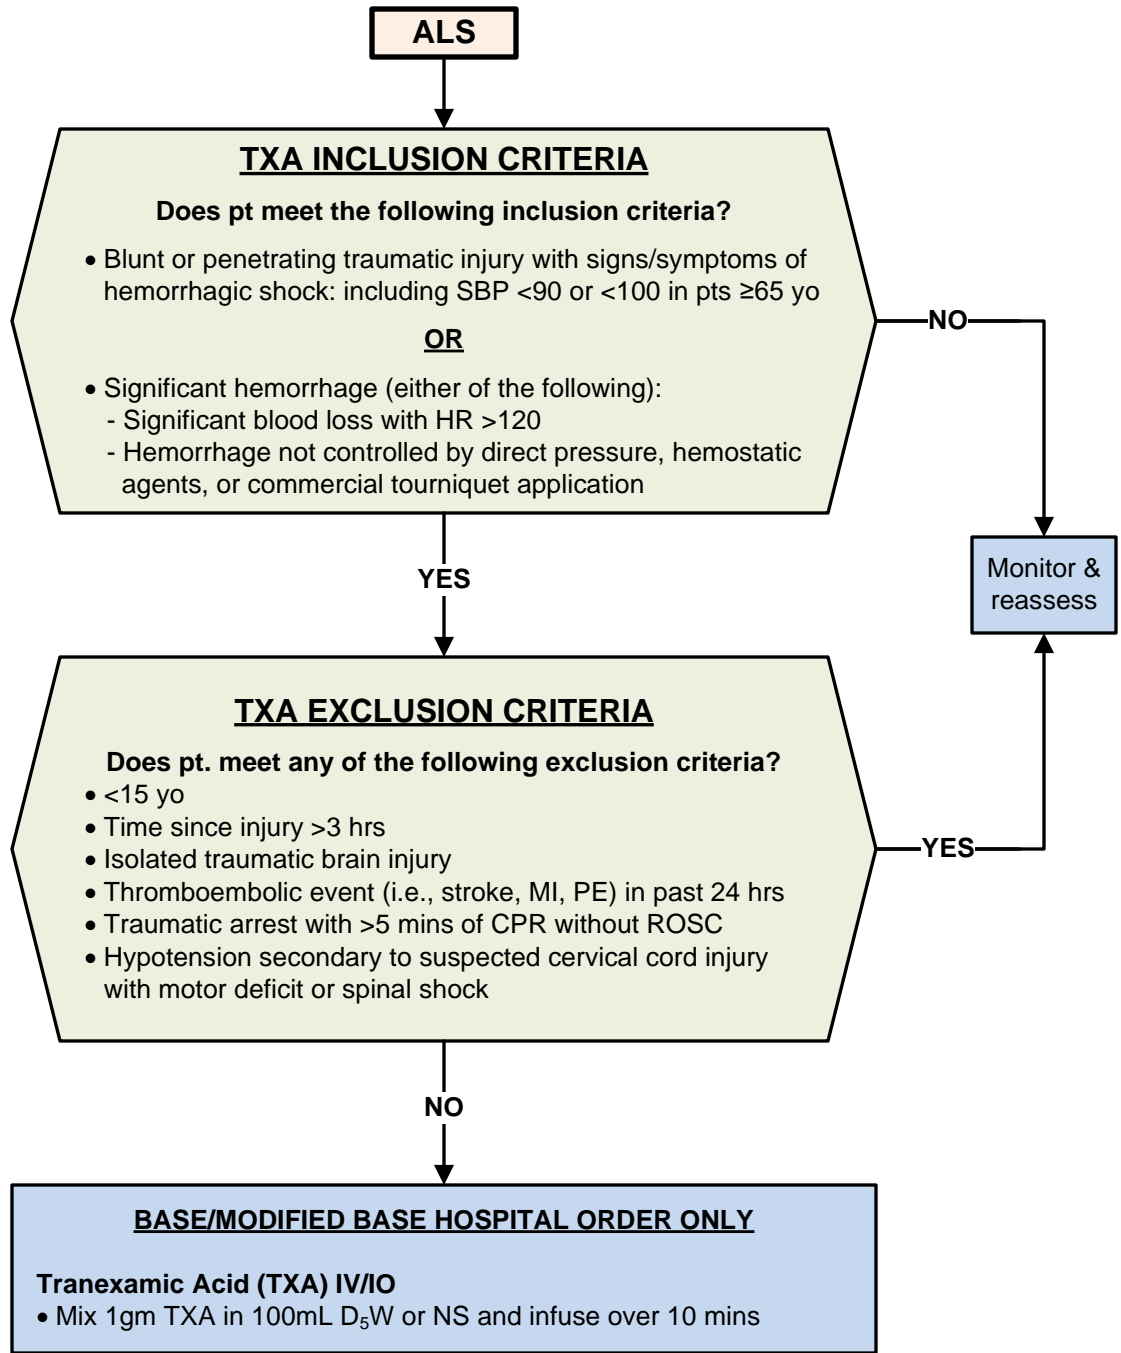 ALS
TXA INCLUSION CRITERIA
Does pt meet the following inclusion criteria?
• Blunt or penetrating traumatic injury with signs/symptoms of
hemorrhagic shock: including SBP <90 or <100 in pts ≥65 yo
OR
• Significant hemorrhage (either of the following):
- Significant blood loss with HR >120
- Hemorrhage not controlled by direct pressure, hemostatic
agents, or commercial tourniquet application
NO
YES
Monitor &
reassess
TXA EXCLUSION CRITERIA
Does pt. meet any of the following exclusion criteria?
• <15 yo
• Time since injury >3 hrs
• Isolated traumatic brain injury
• Thromboembolic event (i.e., stroke, MI, PE) in past 24 hrs
• Traumatic arrest with >5 mins of CPR without ROSC
• Hypotension secondary to suspected cervical cord injury
with motor deficit or spinal shock
YES
NO
BASE/MODIFIED BASE HOSPITAL ORDER ONLY
Tranexamic Acid (TXA) IV/IO
• Mix 1gm TXA in 100mL D₅W or NS and infuse over 10 mins